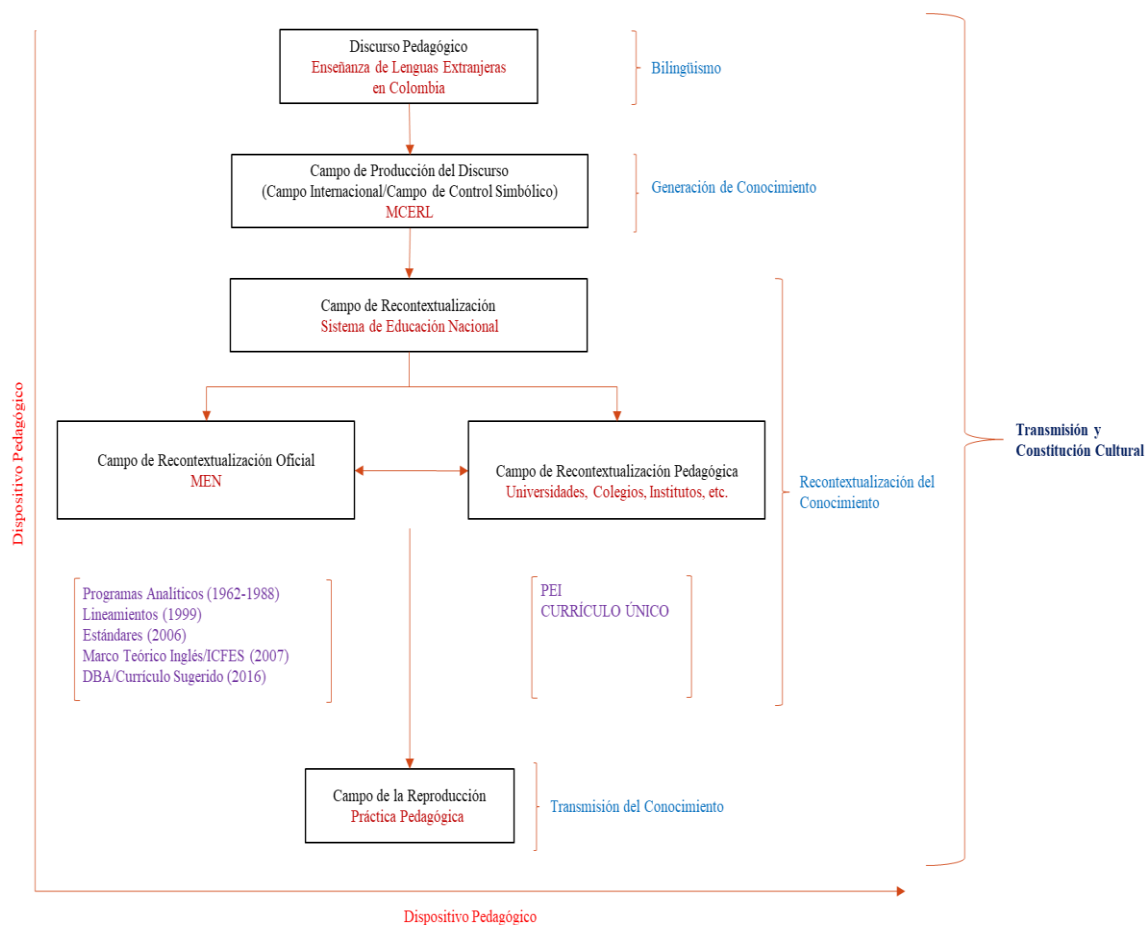 Discurso Pedagógico
Enseñanza de Lenguas Extranjeras
en Colombia
Bilingüismo
Campo de Producción del Discurso
(Campo Internacional/Campo de Control Simbólico)
MCERL
Generación de Conocimiento
Campo de Recontextualización
Sistema de Educación Nacional
Campo de Recontextualización Oficial
MEN
Campo de Recontextualización Pedagógica
Universidades, Colegios, Institutos, etc.
Recontextualización del
Conocimiento
Transmisión y
Constitución Cultural
Programas Analíticos (1962-1988)
Lineamientos (1999)
Estándares (2006)
Marco Teórico Inglés/ICFES (2007)
DBA/Currículo Sugerido (2016)
PEI
CURRÍCULO ÚNICO
Campo de la Reproducción
Práctica Pedagógica
Transmisión del Conocimiento
Dispositivo Pedagógico
Dispositivo Pedagógico